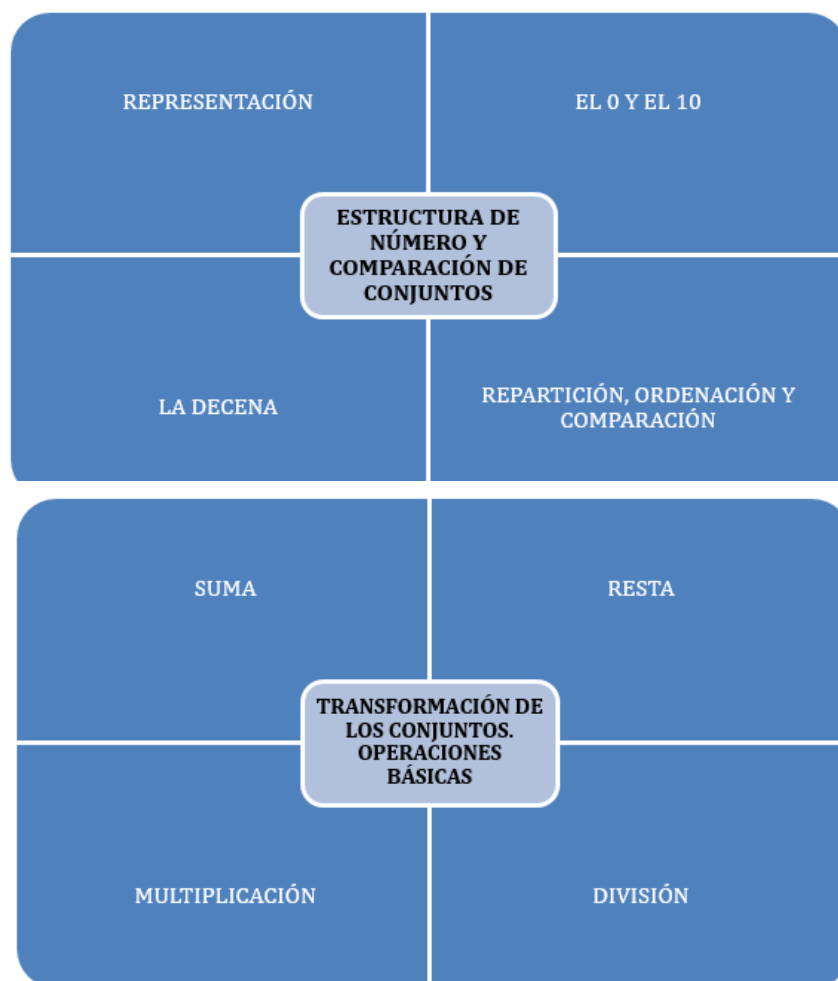 REPRESENTACIÓN
EL 0 Y EL 10
ESTRUCTURA DE
NÚMERO Y
COMPARACIÓN DE
CONJUNTOS
LA DECENA
REPARTICIÓN, ORDENACIÓN Y
COMPARACIÓN
SUMA
RESTA
TRANSFORMACIÓN DE
LOS CONJUNTOS.
OPERACIONES
BÁSICAS
MULTIPLICACIÓN
DIVISIÓN